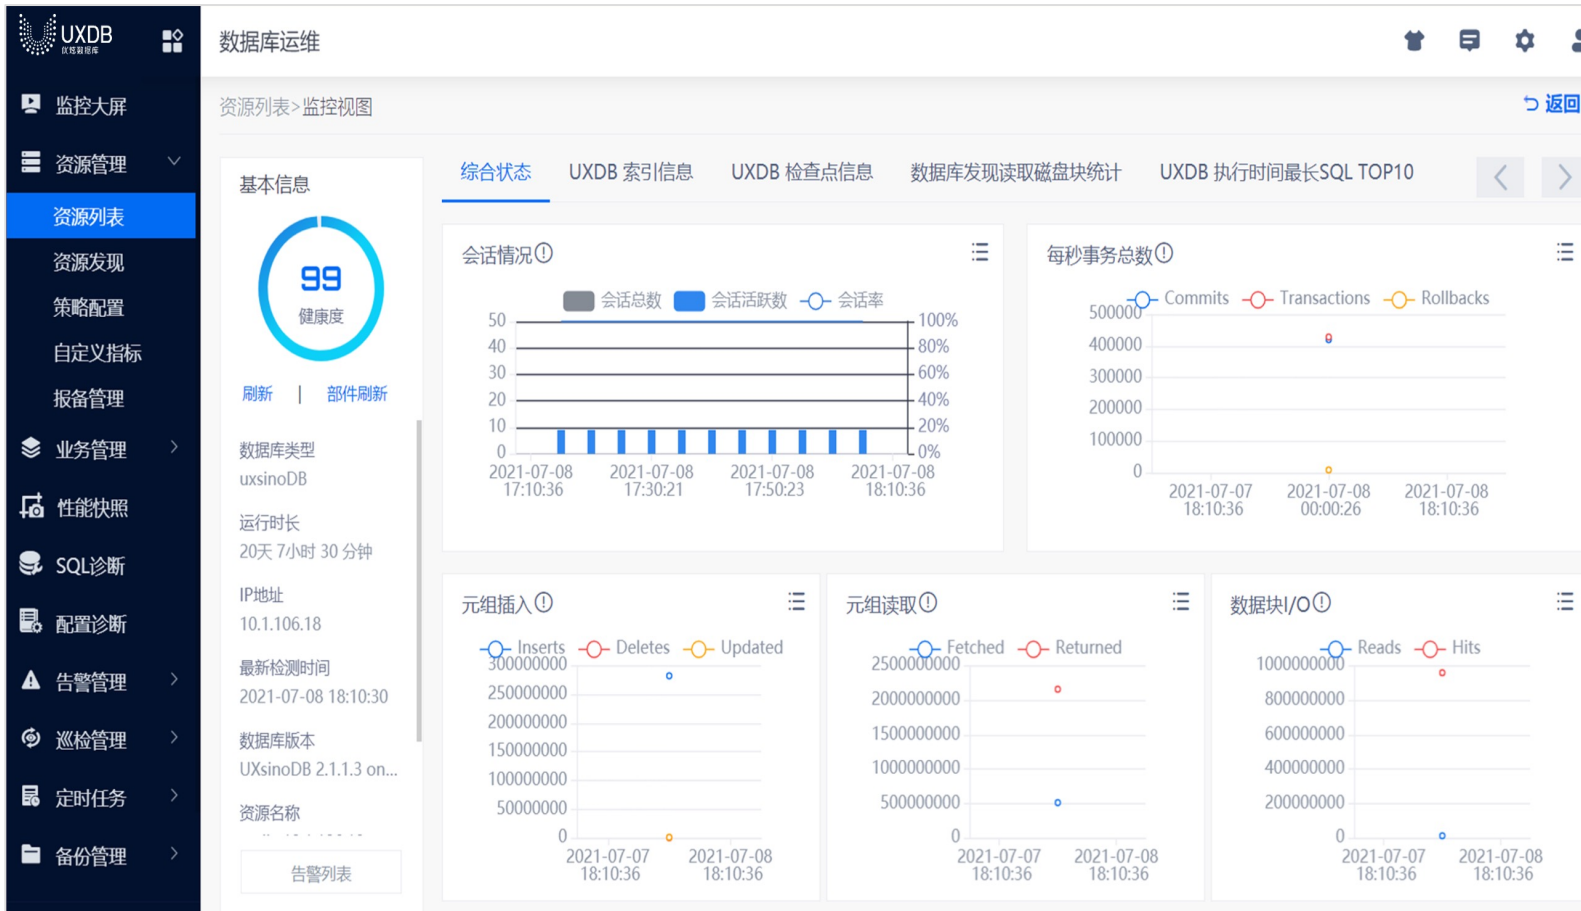 UXDB
优炫数据库
数据库运维
监控大屏
资源管理
资源列表
资源发现
策略配置
自定义指标
报备管理
业务管理
性能快照
SQL诊断
配置诊断
告警管理
巡检管理
定时任务
备份管理
资源列表>监控视图
返回
基本信息
99
健康度
刷新 | 部件刷新
数据库类型
uxsinoDB
运行时长
20天 7小时 30 分钟
IP地址
10.1.106.18
最新检测时间
2021-07-08 18:10:30
数据库版本
UXsinoDB 2.1.1.3 on...
资源名称
告警列表
综合状态 UXDB 索引信息 UXDB 检查点信息 数据库发现读取磁盘块统计 UXDB 执行时间最长SQL TOP10
会话情况
会话总数 会话活跃数 会话率
50 100%
40 80%
30 60%
20 40%
10 20%
0 0%
2021-07-08 2021-07-08 2021-07-08 2021-07-08
17:10:36 17:30:21 17:50:23 18:10:36
每秒事务总数
Commits Transactions Rollbacks
500000
400000
300000
200000
100000
0
2021-07-07 2021-07-08 2021-07-08
18:10:36 00:00:26 18:10:36
元组插入
Inserts Deletes Updated
300000000
250000000
200000000
150000000
100000000
50000000
0
2021-07-07 2021-07-08
18:10:36 18:10:36
元组读取
Fetched Returned
2500000000
2000000000
1500000000
1000000000
500000000
0
2021-07-07 2021-07-08
18:10:36 18:10:36
数据块I/O
Reads Hits
1000000000
800000000
600000000
400000000
200000000
0
2021-07-07 2021-07-08
18:10:36 18:10:36